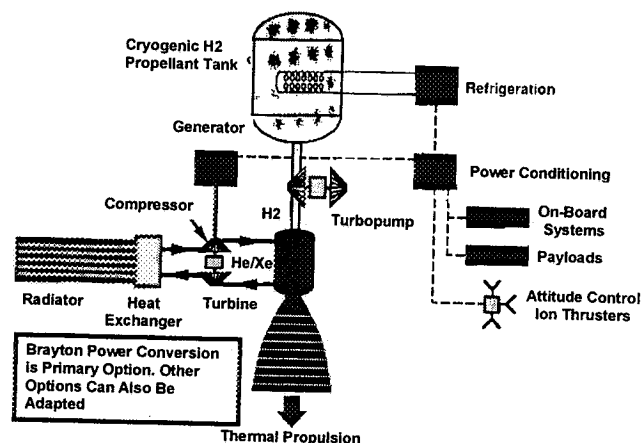 Cryogenic H2
Propellant Tank
Refrigeration
Generator
Power Conditioning
Compressor
H2
Turbopump
On-Board
Systems
He/Xe
Payloads
Radiator
Heat
Exchanger
Turbine
Attitude Control
Ion Thrusters
Brayton Power Conversion
is Primary Option. Other
Options Can Also Be
Adapted
Thermal Propulsion